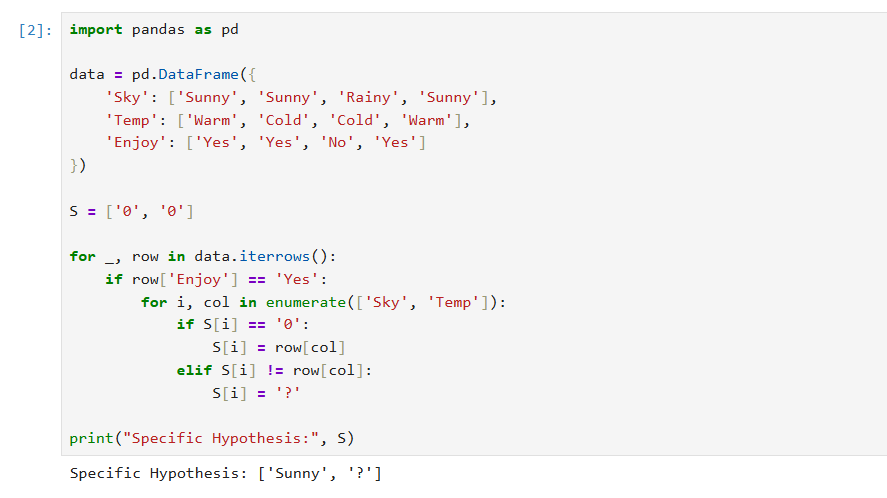 [2]:
import pandas as pd

data = pd.DataFrame({
    'Sky': ['Sunny', 'Sunny', 'Rainy', 'Sunny'],
    'Temp': ['Warm', 'Cold', 'Cold', 'Warm'],
    'Enjoy': ['Yes', 'Yes', 'No', 'Yes']
})

S = ['0', '0']

for _, row in data.iterrows():
    if row['Enjoy'] == 'Yes':
        for i, col in enumerate(['Sky', 'Temp']):
            if S[i] == '0':
                S[i] = row[col]
            elif S[i] != row[col]:
                S[i] = '?'

print("Specific Hypothesis:", S)
Specific Hypothesis: ['Sunny', '?']